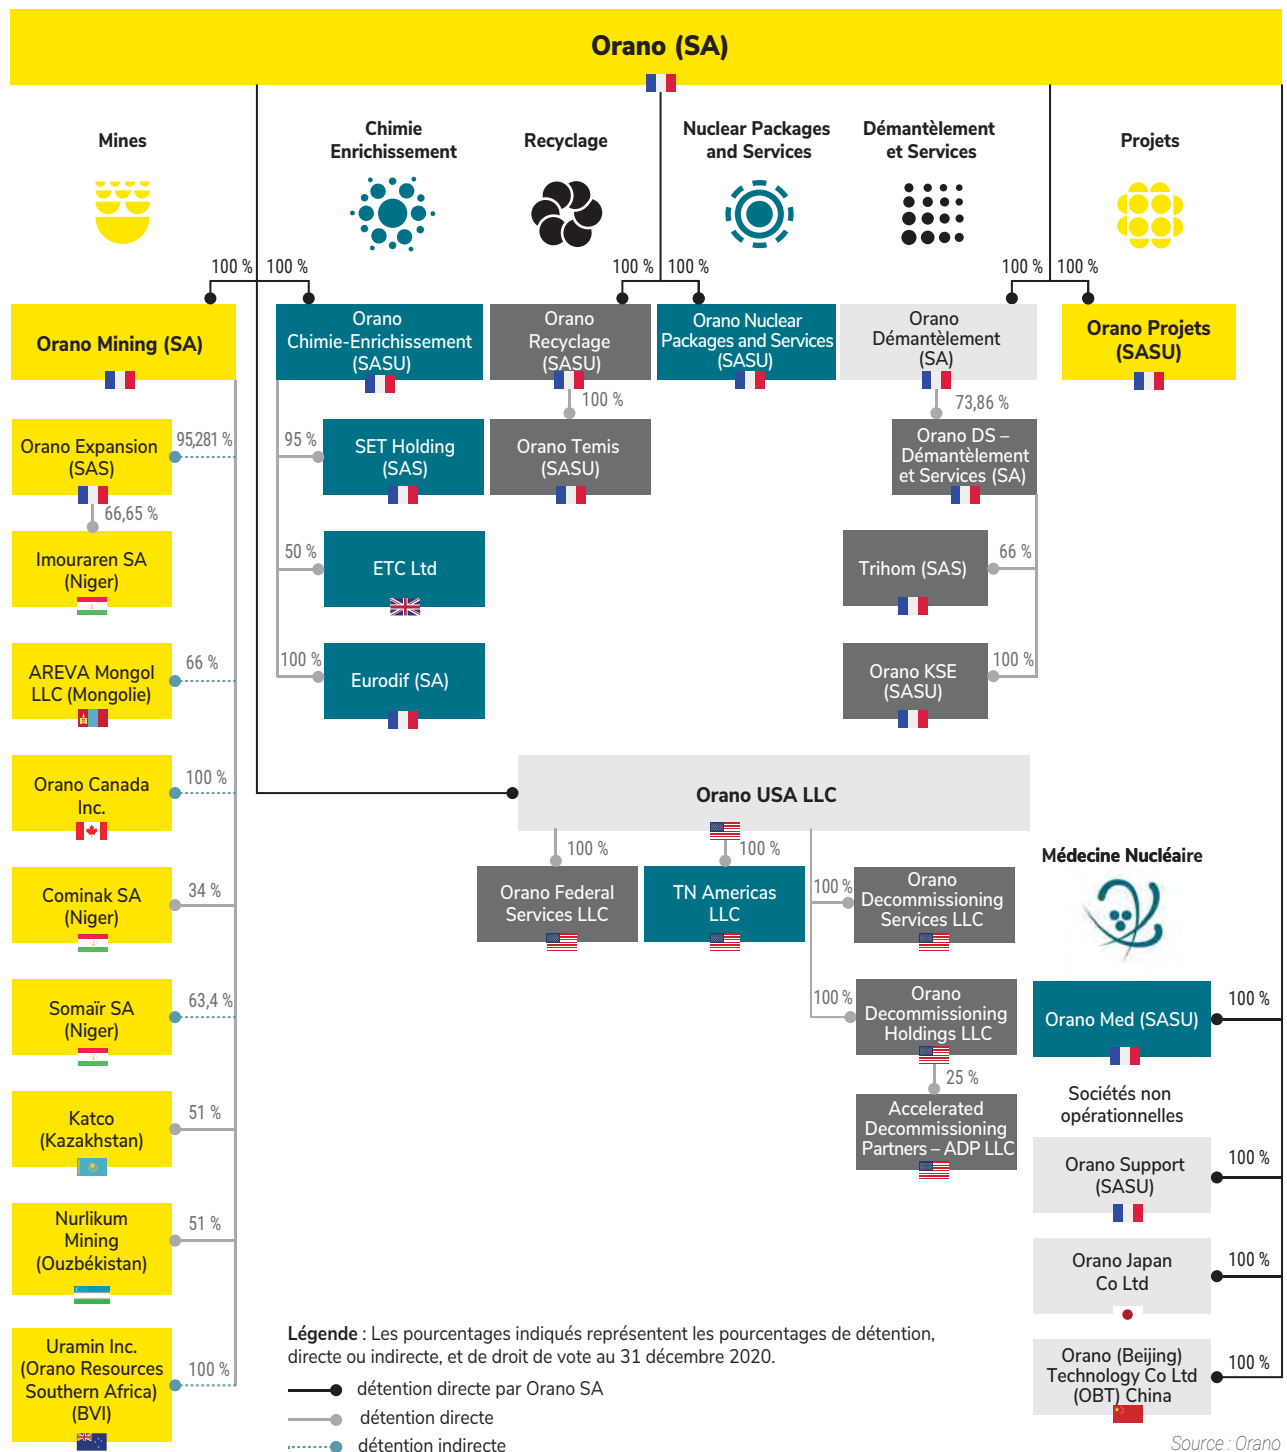 Orano (SA)
Mines
Chimie
Enrichissement
Recyclage
Nuclear Packages
and Services
Démantèlement
et Services
Projets
100 %
100 %
100 %
100 %
100 %
100 %
Orano Mining (SA)
Orano
Chimie-Enrichissement
(SASU)
Orano
Recyclage
(SASU)
Orano Nuclear
Packages and Services
(SASU)
Orano
Démantèlement
(SA)
Orano Projets
(SASU)
Orano Expansion
(SAS)
95,281 %
66,65 %
Imouraren SA
(Niger)
AREVA Mongol
LLC (Mongolie)
66 %
Orano Canada
Inc.
100 %
Cominak SA
(Niger)
34 %
Somaïr SA
(Niger)
63,4 %
Katco
(Kazakhstan)
51 %
Nurlikum
Mining
(Ouzbékistan)
51 %
Uramin Inc.
(Orano Resources
Southern Africa)
(BVI)
100 %
95 %
SET Holding
(SAS)
50 %
ETC Ltd
100 %
Eurodif (SA)
100 %
Orano Temis
(SASU)
73,86 %
Orano DS –
Démantèlement
et Services (SA)
Trihom (SAS)
66 %
Orano KSE
(SASU)
100 %
Orano USA LLC
100 %
Orano Federal
Services LLC
100 %
TN Americas
LLC
100 %
Orano
Decommissioning
Services LLC
100 %
Orano
Decommissioning
Holdings LLC
25 %
Accelerated
Decommissioning
Partners – ADP LLC
Médecine Nucléaire
Orano Med (SASU)
100 %
Sociétés non
opérationnelles
Orano Support
(SASU)
100 %
Orano Japan
Co Ltd
100 %
Orano (Beijing)
Technology Co Ltd
(OBT) China
100 %
Légende : Les pourcentages indiqués représentent les pourcentages de détention,
directe ou indirecte, et de droit de vote au 31 décembre 2020.
détention directe par Orano SA
détention directe
détention indirecte
Source : Orano